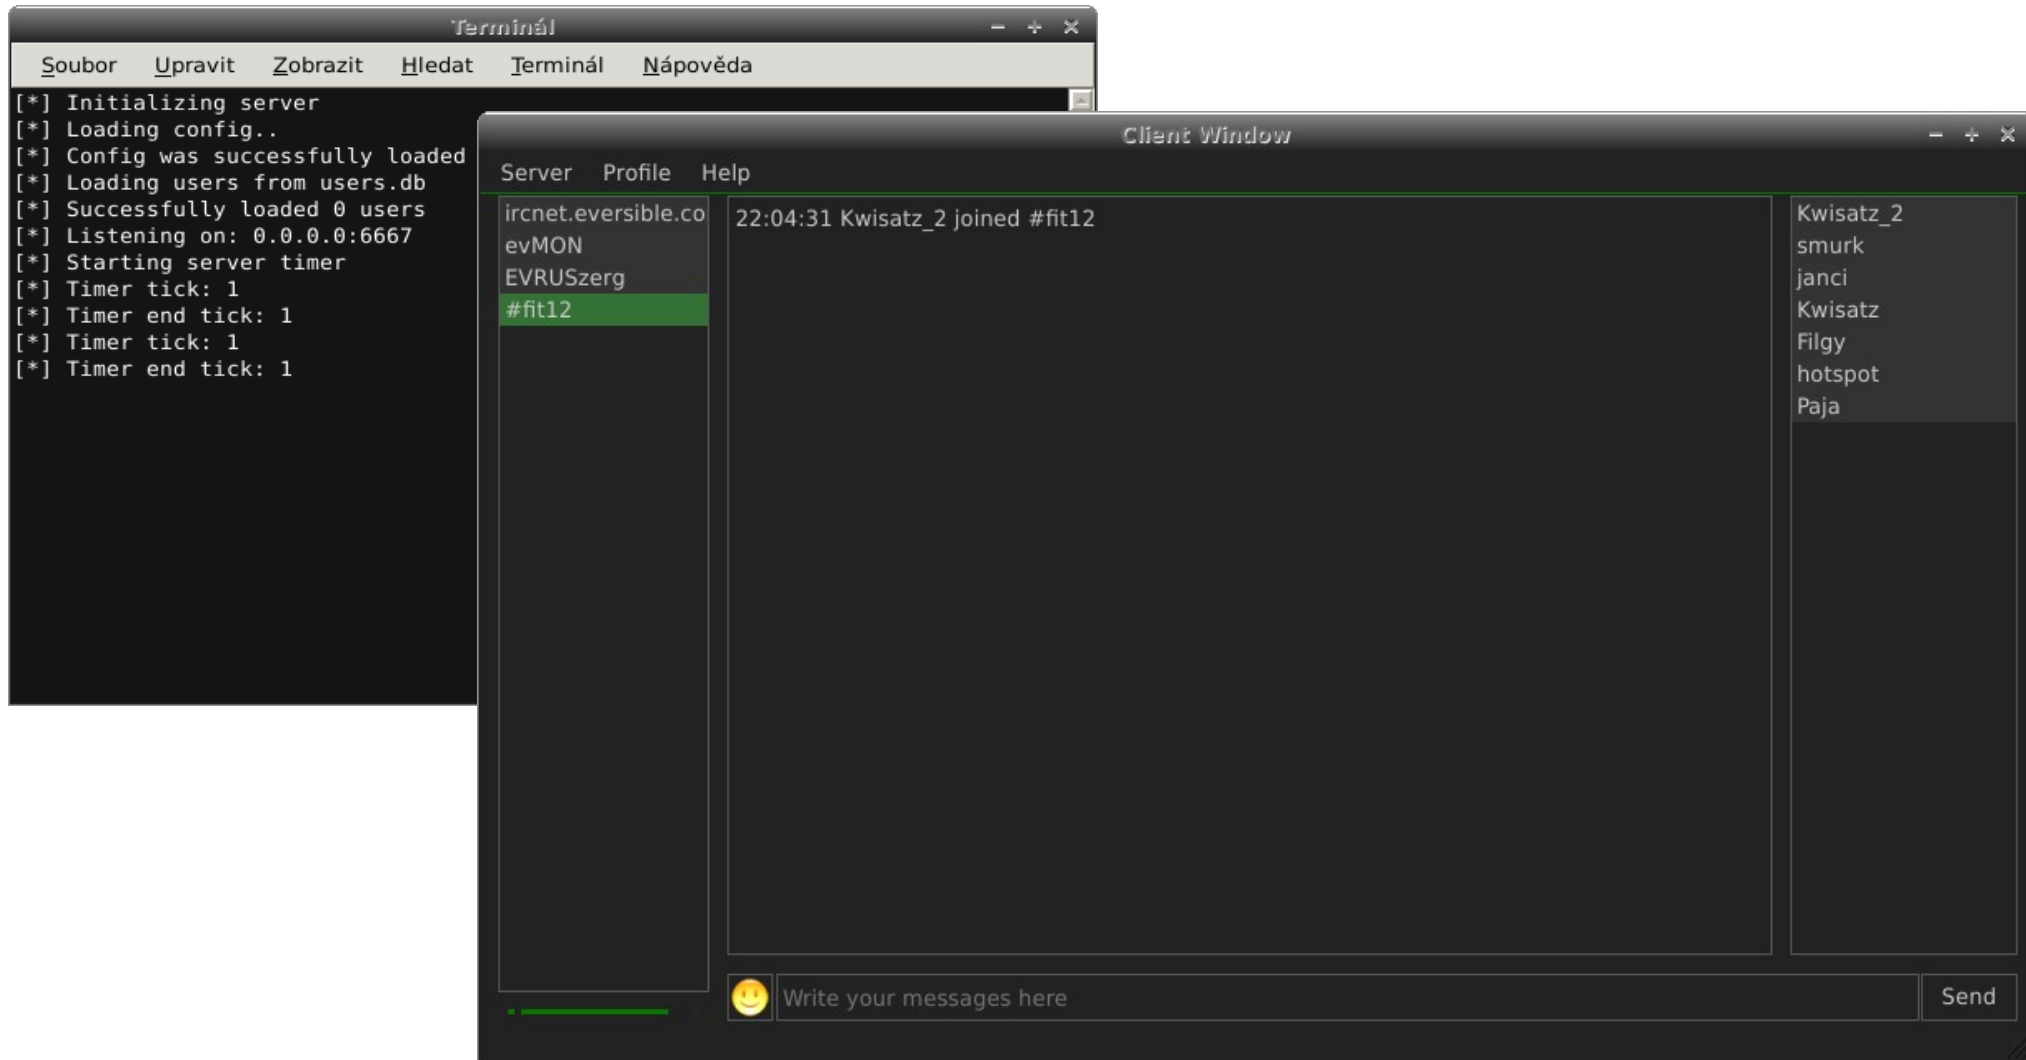 Terminál
Soubor Upravit Zobrazit Hledat Terminál Nápověda
[*] Initializing server
[*] Loading config..
[*] Config was successfully loaded
[*] Loading users from users.db
[*] Successfully loaded 0 users
[*] Listening on: 0.0.0.0:6667
[*] Starting server timer
[*] Timer tick: 1
[*] Timer end tick: 1
[*] Timer tick: 1
[*] Timer end tick: 1
Client Window
Server Profile Help
ircnet.eversible.co
evMON
EVRUSzerg
#fit12
22:04:31 Kwisatz_2 joined #fit12
Kwisatz_2
smurk
janci
Kwisatz
Filgy
hotspot
Paja
Write your messages here
Send